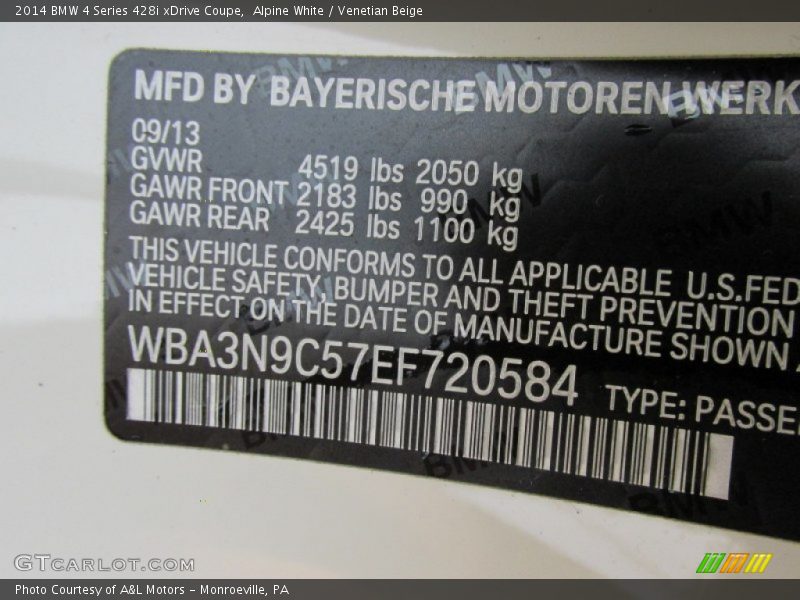 2014 BMW 4 Series 428i xDrive Coupe,  Alpine White / Venetian Beige
MFD BY BAYERISCHE MOTOREN WERK
09/13
GVWR 4519 lbs 2050 kg
GAWR FRONT 2183 lbs 990 kg
GAWR REAR 2425 lbs 1100 kg
THIS VEHICLE CONFORMS TO ALL APPLICABLE U.S.FED
VEHICLE SAFETY, BUMPER AND THEFT PREVENTION
IN EFFECT ON THE DATE OF MANUFACTURE SHOWN
WBA3N9C57EF720584 TYPE: PASSE
GTCARLOT.COM
Photo Courtesy of A&L Motors - Monroeville, PA